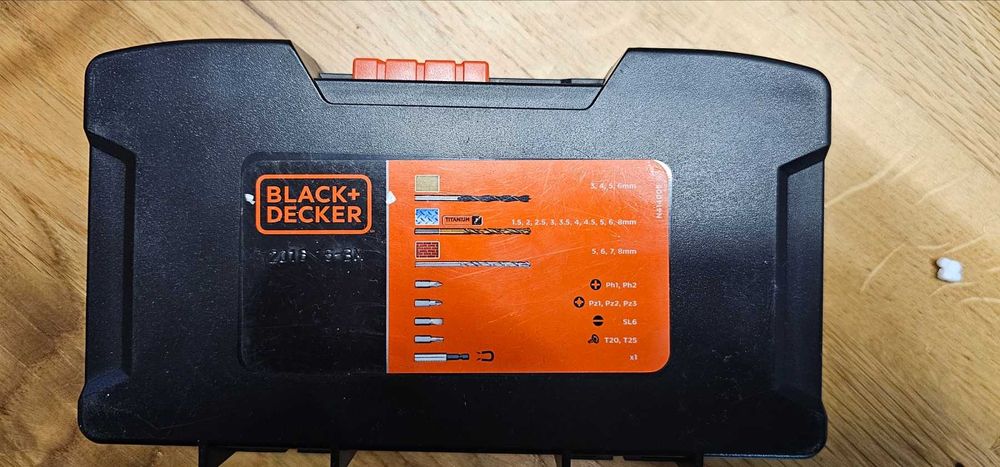 BLACK+
DECKER
3, 4, 5, 6mm
TITANIUM
1.5, 2, 2.5, 3, 3.5, 4, 4.5, 5, 6, 8mm
5, 6, 7, 8mm
Ph1, Ph2
Pz1, Pz2, Pz3
SL6
T20, T25
x1